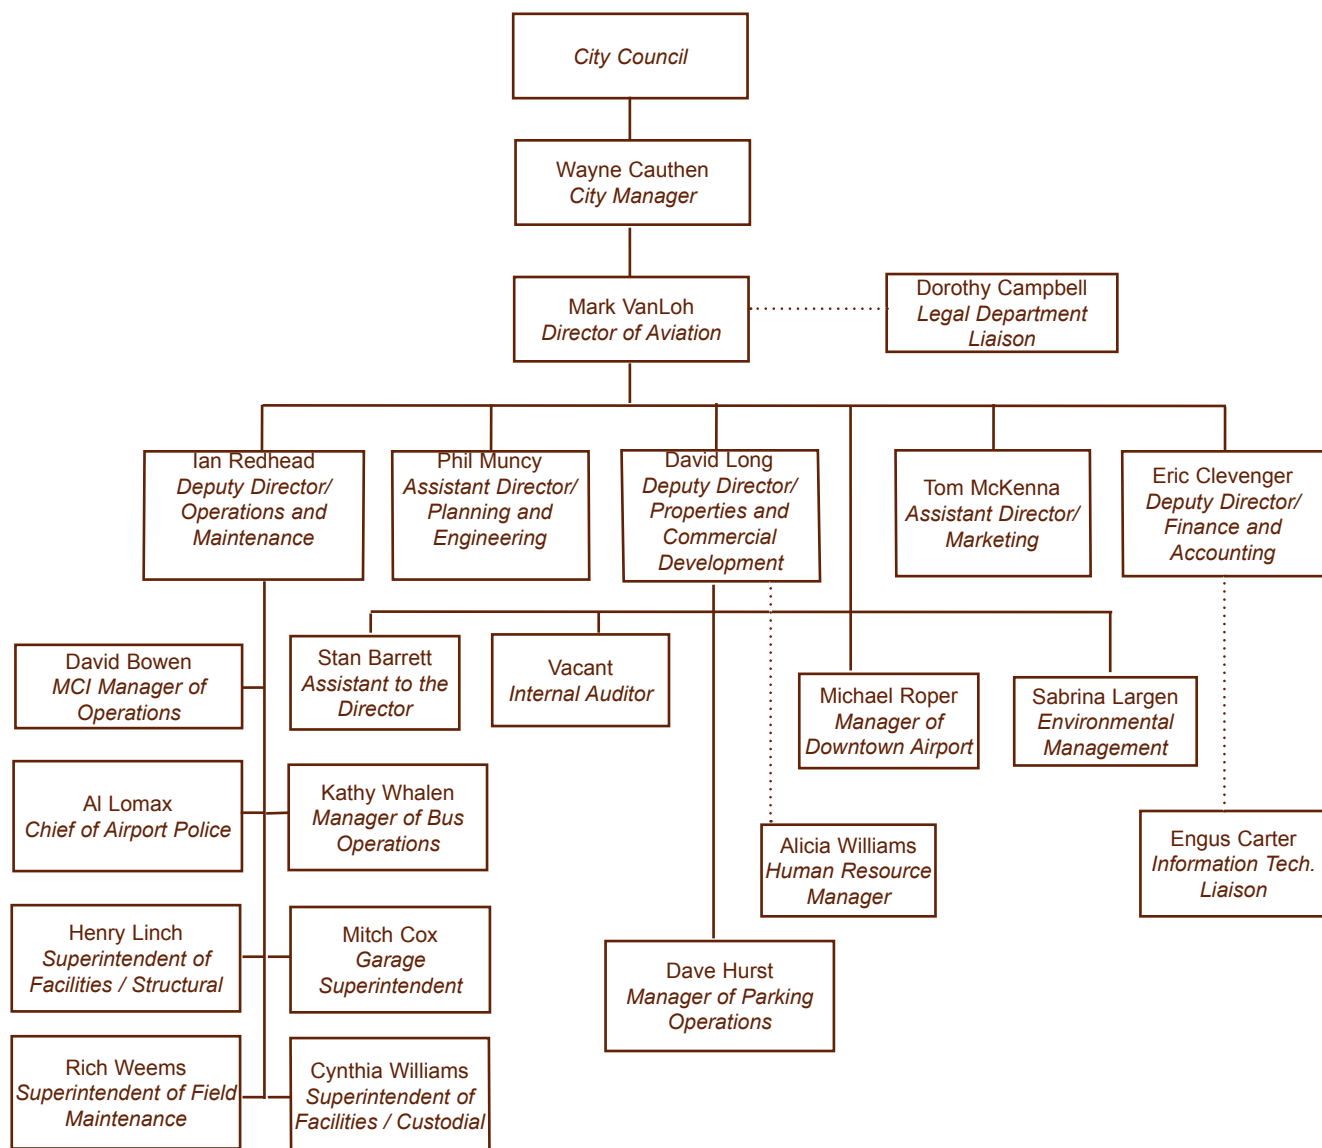 City Council
Wayne Cauthen
City Manager
Mark VanLoh
Director of Aviation
Dorothy Campbell
Legal Department
Liaison
Ian Redhead
Deputy Director/
Operations and
Maintenance
Phil Muncy
Assistant Director/
Planning and
Engineering
David Long
Deputy Director/
Properties and
Commercial
Development
Tom McKenna
Assistant Director/
Marketing
Eric Clevenger
Deputy Director/
Finance and
Accounting
David Bowen
MCI Manager of
Operations
Stan Barrett
Assistant to the
Director
Vacant
Internal Auditor
Michael Roper
Manager of
Downtown Airport
Sabrina Largen
Environmental
Management
Al Lomax
Chief of Airport Police
Kathy Whalen
Manager of Bus
Operations
Alicia Williams
Human Resource
Manager
Engus Carter
Information Tech.
Liaison
Henry Linch
Superintendent of
Facilities / Structural
Mitch Cox
Garage
Superintendent
Dave Hurst
Manager of Parking
Operations
Rich Weems
Superintendent of Field
Maintenance
Cynthia Williams
Superintendent of
Facilities / Custodial